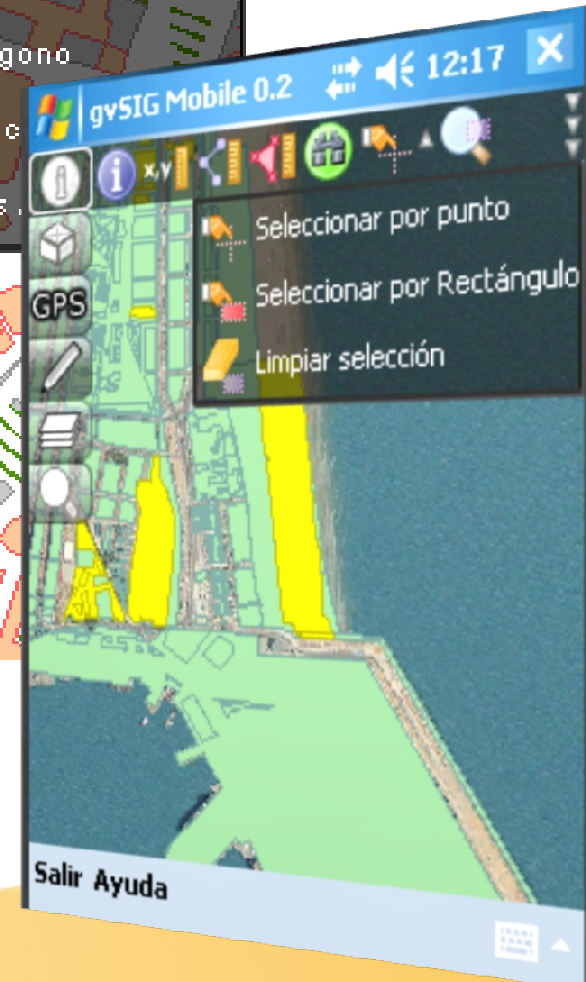 gono
gvSIG Mobile 0.2
12:17
x,y
Seleccionar por punto
Seleccionar por Rectángulo
GPS
Limpiar selección
Salir Ayuda